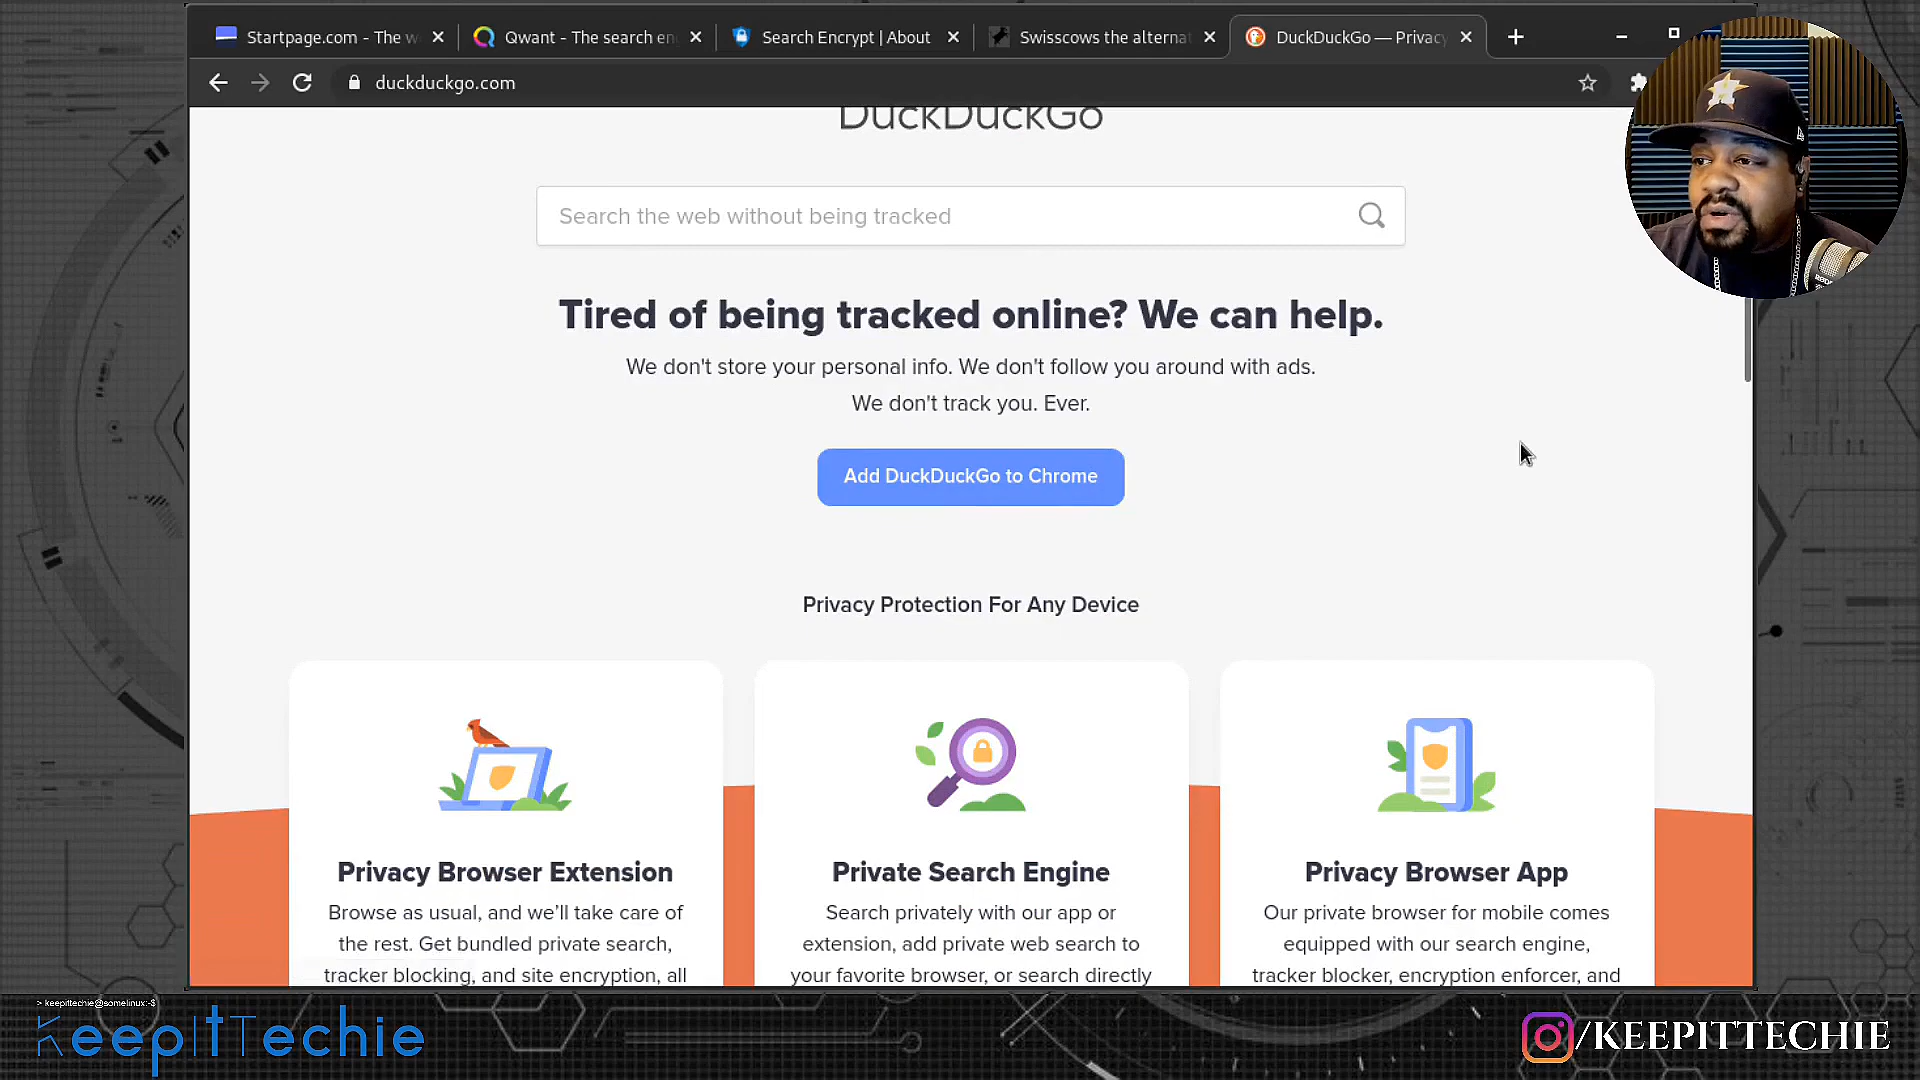 Startpage.com - The w
Qwant - The search en
Search Encrypt | About
Swisscows the alternat
DuckDuckGo — Privacy
duckduckgo.com
DuckDuckGo
Search the web without being tracked
Tired of being tracked online? We can help.
We don't store your personal info. We don't follow you around with ads.
We don't track you. Ever.
Add DuckDuckGo to Chrome
Privacy Protection For Any Device
Privacy Browser Extension
Browse as usual, and we’ll take care of
the rest. Get bundled private search,
tracker blocking, and site encryption, all
Private Search Engine
Search privately with our app or
extension, add private web search to
your favorite browser, or search directly
Privacy Browser App
Our private browser for mobile comes
equipped with our search engine,
tracker blocker, encryption enforcer, and
> keepittechie@somelinux:~$
KeepItTechie
/KEEPITTECHIE